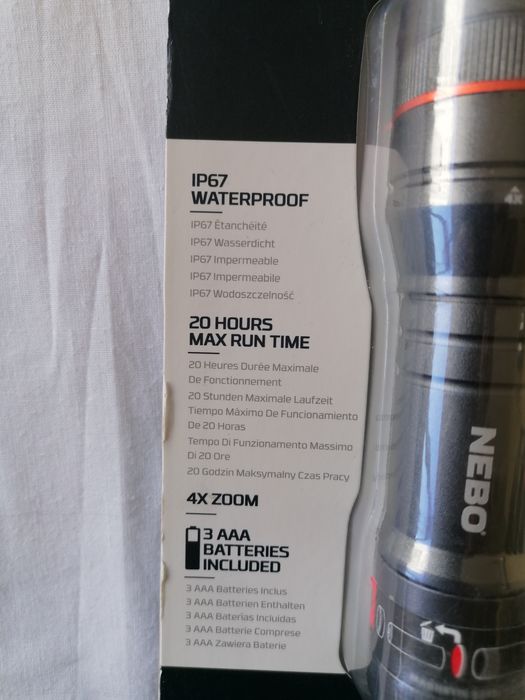 IP67
WATERPROOF
IP67 Étanchéité
IP67 Wasserdicht
IP67 Impermeable
IP67 Impermeabile
IP67 Wodoszczelność
20 HOURS
MAX RUN TIME
20 Heures Durée Maximale
De Fonctionnement
20 Stunden Maximale Laufzeit
Tiempo Máximo De Funcionamiento
De 20 Horas
Tempo Di Funzionamento Massimo
Di 20 Ore
20 Godzin Maksymalny Czas Pracy
4X ZOOM
3 AAA
BATTERIES
INCLUDED
3 AAA Batteries Inclus
3 AAA Batterien Enthalten
3 AAA Baterías Incluidas
3 AAA Batterie Comprese
3 AAA Zawiera Baterie
4X
NEBO